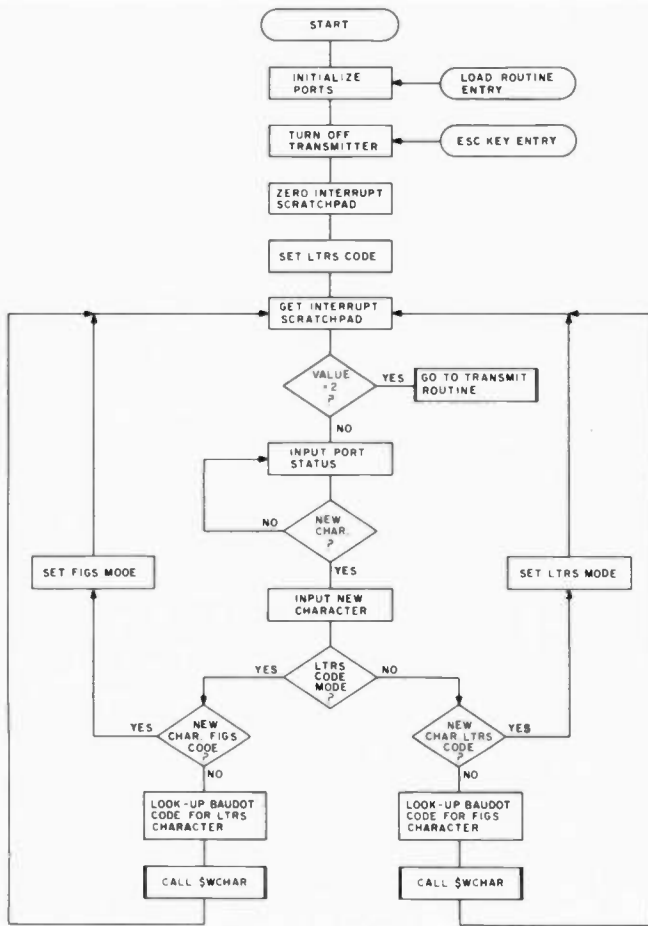 START
INITIALIZE
PORTS
LOAD ROUTINE
ENTRY
TURN OFF
TRANSMITTER
ESC KEY ENTRY
ZERO INTERRUPT
SCRATCHPAD
SET LTRS CODE
GET INTERRUPT
SCRATCHPAD
VALUE
=2
?
YES
GO TO TRANSMIT
ROUTINE
NO
INPUT PORT
STATUS
NO
NEW
CHAR.
?
YES
SET FIGS MODE
SET LTRS MODE
INPUT NEW
CHARACTER
YES
LTRS
CODE
MODE
?
NO
YES
NEW
CHAR. FIGS
CODE
?
NO
NEW
CHAR. LTRS
CODE
?
YES
NO
LOOK-UP BAUDOT
CODE FOR LTRS
CHARACTER
LOOK-UP BAUDOT
CODE FOR FIGS
CHARACTER
CALL $WCHAR
CALL $WCHAR